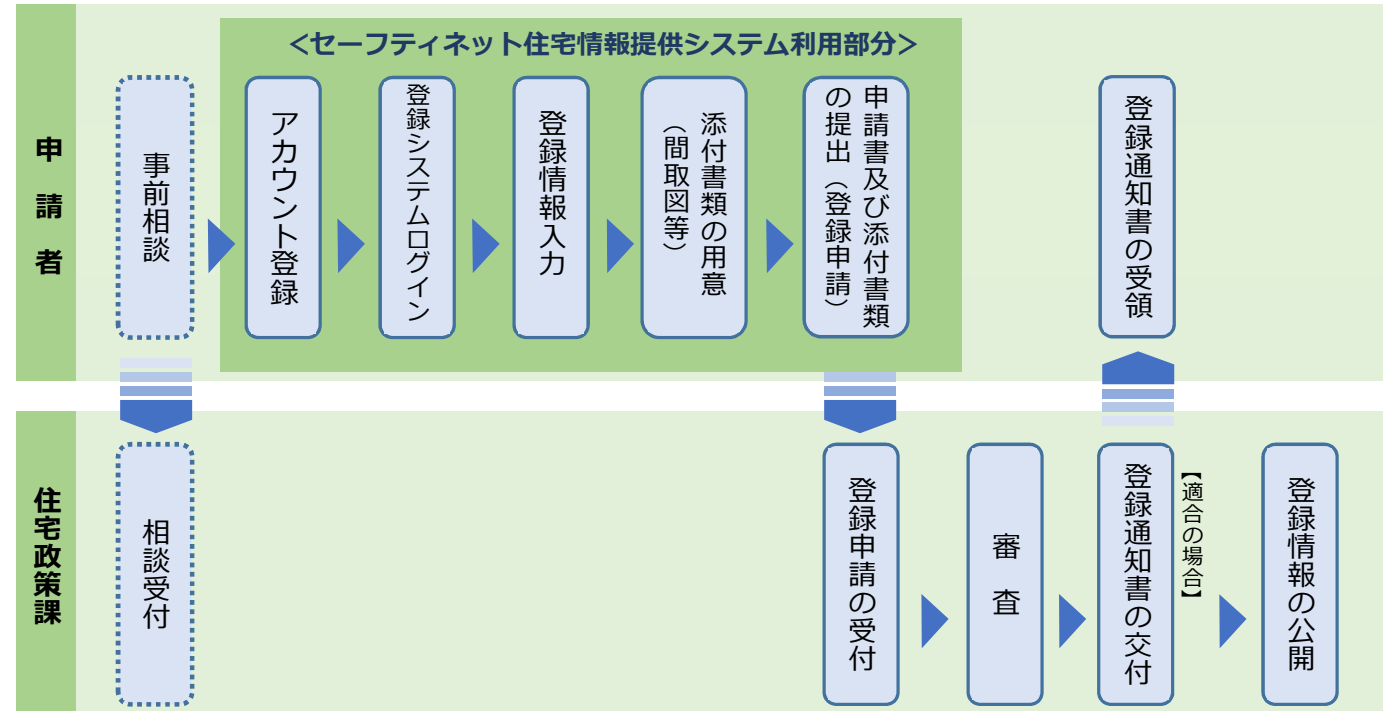 <セーフティネット住宅情報提供システム利用部分>
申請者
事前相談
アカウント登録
登録システムログイン
登録情報入力
添付書類の用意
（間取図等）
申請書及び添付書類
の提出（登録申請）
登録通知書の受領
住宅政策課
相談受付
登録申請の受付
審査
登録通知書の交付
【適合の場合】
登録情報の公開